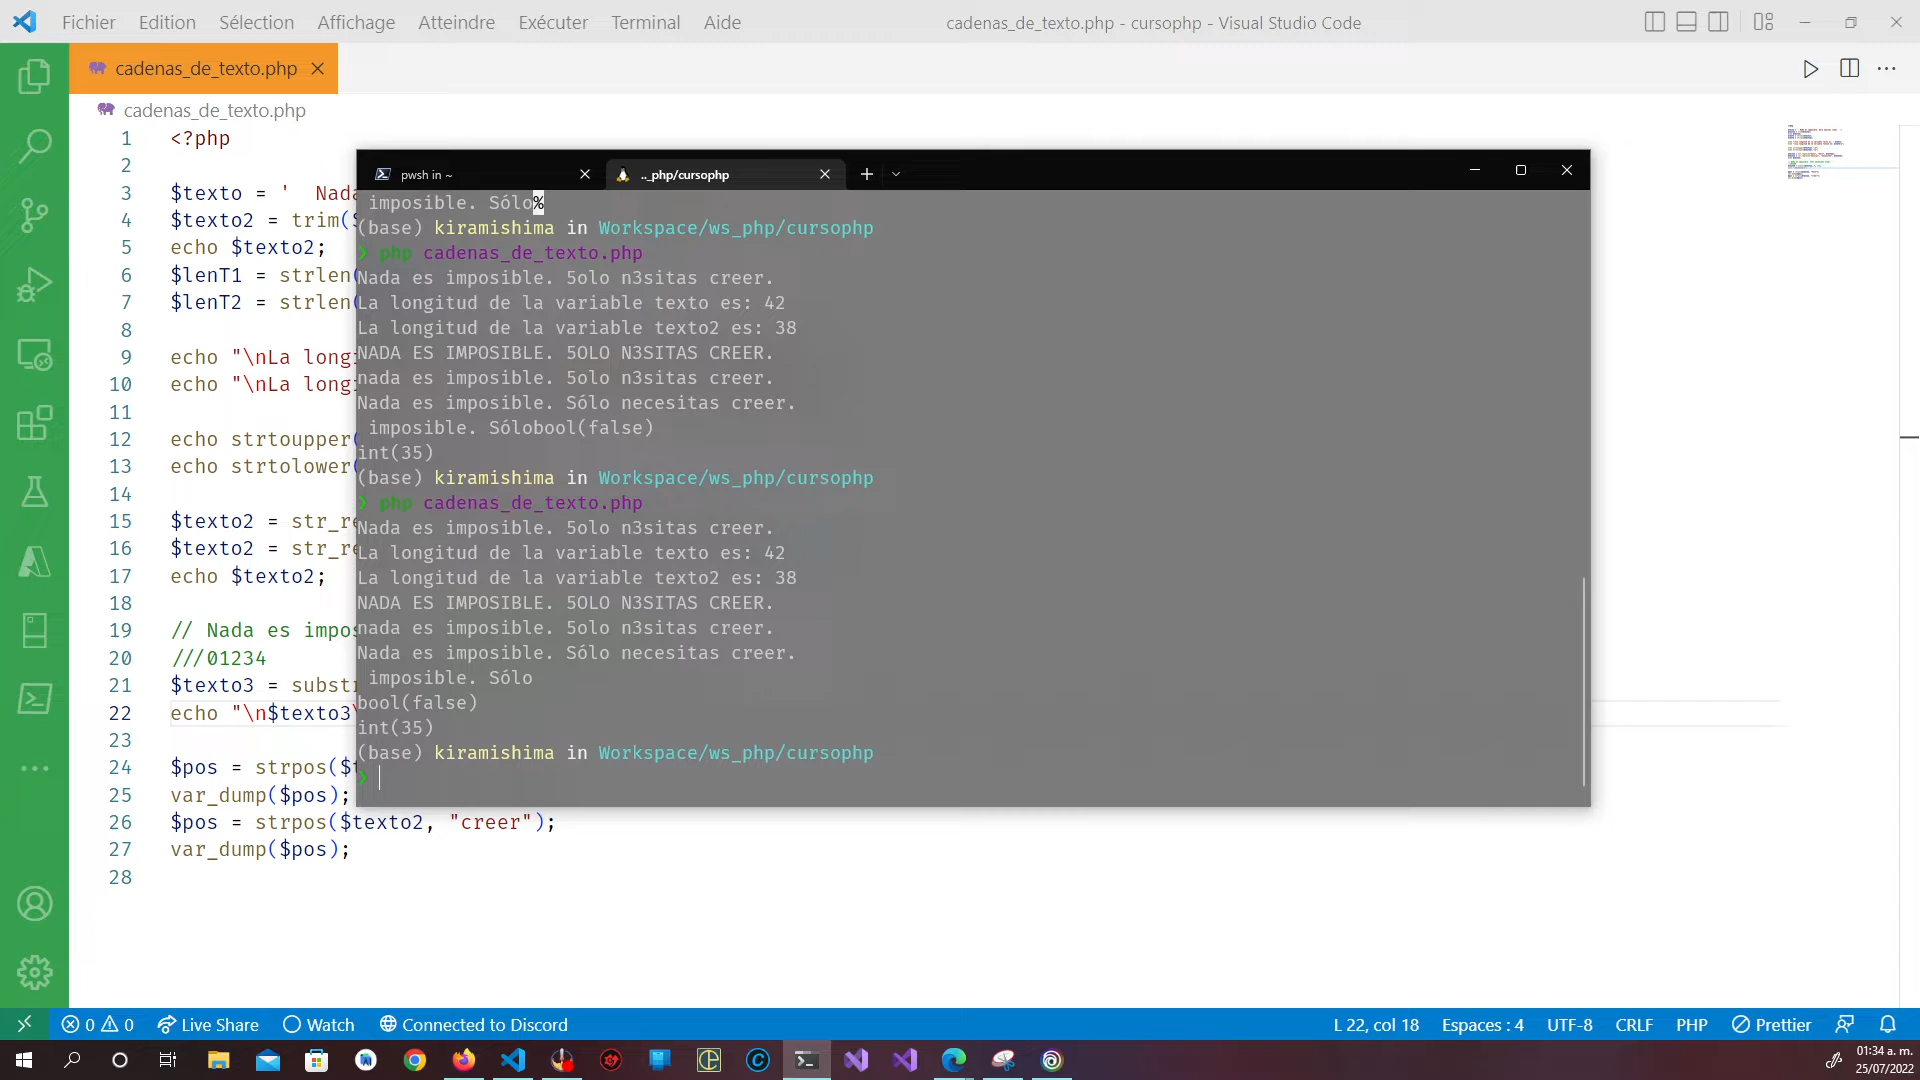 Fichier Edition Sélection Affichage Atteindre Exécuter Terminal Aide cadenas_de_texto.php - cursophp - Visual Studio Code
cadenas_de_texto.php
cadenas_de_texto.php
1 <?php
2
3 $texto = '  Nada
4 $texto2 = trim(
5 echo $texto2;
6 $lenT1 = strlen(
7 $lenT2 = strlen(
8
9 echo "\nLa long
10 echo "\nLa long
11
12 echo strtoupper(
13 echo strtolower(
14
15 $texto2 = str_re
16 $texto2 = str_re
17 echo $texto2;
18
19 // Nada es impos
20 ///01234
21 $texto3 = substr
22 echo "\n$texto3\
23
24 $pos = strpos($t
25 var_dump($pos);
26 $pos = strpos($texto2, "creer");
27 var_dump($pos);
28
pwsh in ~
.._php/cursophp
imposible. Sólo%
(base) kiramishima in Workspace/ws_php/cursophp
❯ php cadenas_de_texto.php
Nada es imposible. 5olo n3sitas creer.
La longitud de la variable texto es: 42
La longitud de la variable texto2 es: 38
NADA ES IMPOSIBLE. 5OLO N3SITAS CREER.
nada es imposible. 5olo n3sitas creer.
Nada es imposible. Sólo necesitas creer.
imposible. Sólobool(false)
int(35)
(base) kiramishima in Workspace/ws_php/cursophp
❯ php cadenas_de_texto.php
Nada es imposible. 5olo n3sitas creer.
La longitud de la variable texto es: 42
La longitud de la variable texto2 es: 38
NADA ES IMPOSIBLE. 5OLO N3SITAS CREER.
nada es imposible. 5olo n3sitas creer.
Nada es imposible. Sólo necesitas creer.
imposible. Sólo
bool(false)
int(35)
(base) kiramishima in Workspace/ws_php/cursophp
❯
0 0 Live Share Watch Connected to Discord L 22, col 18 Espaces : 4 UTF-8 CRLF PHP Prettier
01:34 a. m.
25/07/2022